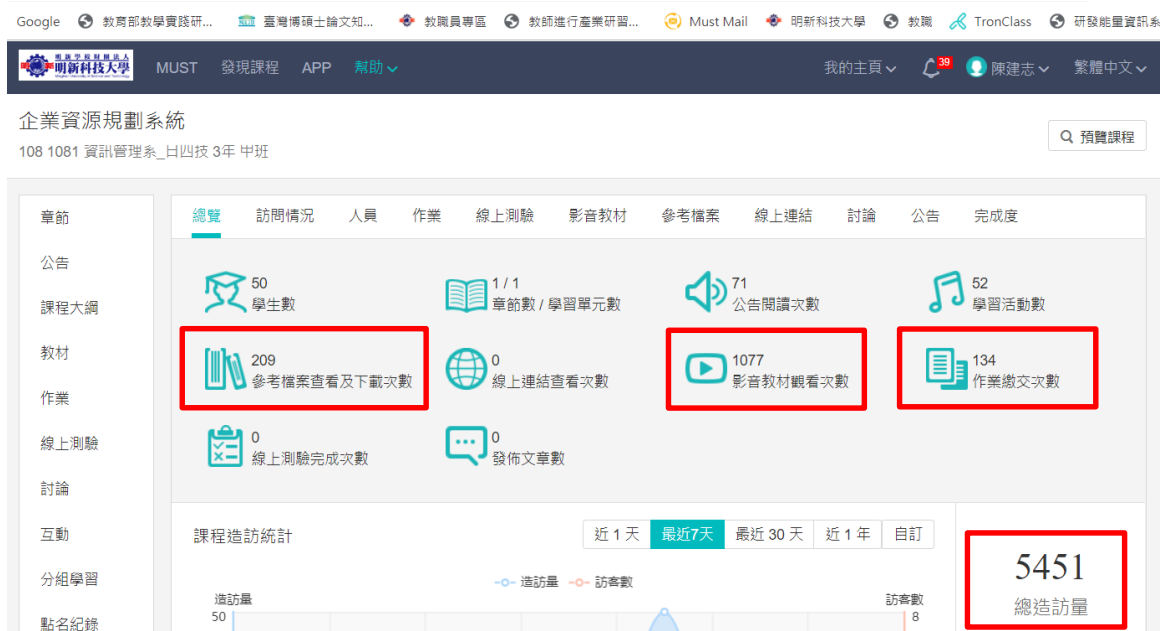 Google 教育部教學實踐研... 臺灣博碩士論文知... 教職員專區 教師進行產業研習... Must Mail 明新科技大學 教職 TronClass 研發能量資訊系
明新學校財團法人
明新科技大學
MUST 發現課程 APP 幫助 我的主頁 39 陳建志 繁體中文
企業資源規劃系統
108 1081 資訊管理系_日四技 3年 甲班
預覽課程
章節
公告
課程大綱
教材
作業
線上測驗
討論
互動
分組學習
點名紀錄
總覽 訪問情況 人員 作業 線上測驗 影音教材 參考檔案 線上連結 討論 公告 完成度
50
學生數
1 / 1
章節數 / 學習單元數
71
公告閱讀次數
52
學習活動數
209
參考檔案查看及下載次數
0
線上連結查看次數
1077
影音教材觀看次數
134
作業繳交次數
0
線上測驗完成次數
0
發佈文章數
課程造訪統計 近 1 天 最近7天 最近 30 天 近 1 年 自訂
造訪量 訪客數
造訪量 訪客數
50 8
5451
總造訪量